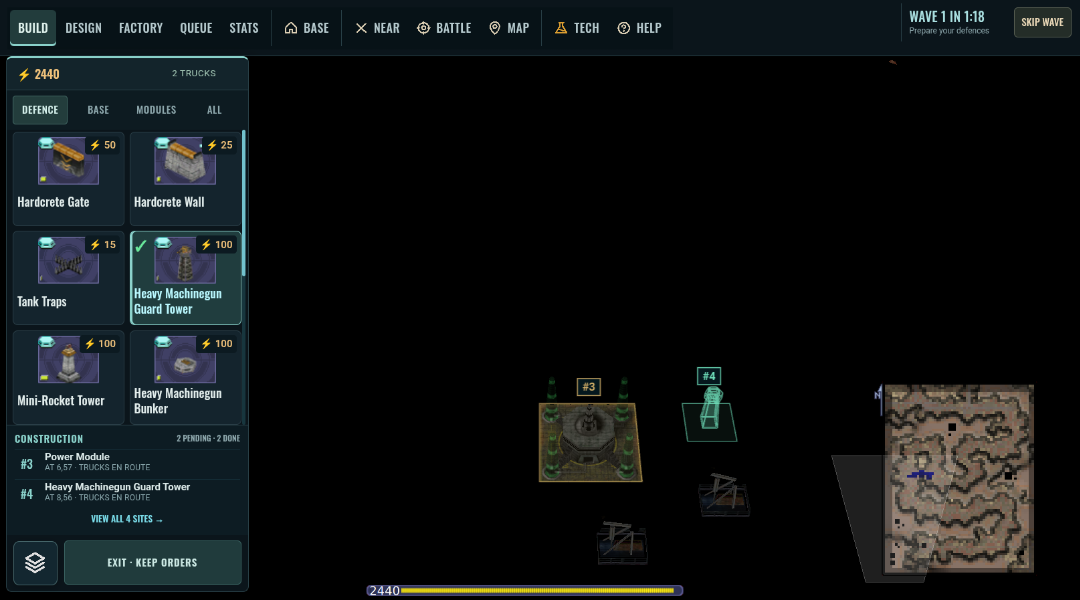 BUILD
DESIGN
FACTORY
QUEUE
STATS
BASE
NEAR
BATTLE
MAP
TECH
HELP
WAVE 1 IN 1:18
Prepare your defences
SKIP WAVE
2440
2 TRUCKS
DEFENCE
BASE
MODULES
ALL
50
Hardcrete Gate
25
Hardcrete Wall
15
Tank Traps
100
Heavy Machinegun
Guard Tower
100
Mini-Rocket Tower
100
Heavy Machinegun
Bunker
CONSTRUCTION
2 PENDING · 2 DONE
#3
Power Module
AT 6,57 · TRUCKS EN ROUTE
#4
Heavy Machinegun Guard Tower
AT 8,56 · TRUCKS EN ROUTE
VIEW ALL 4 SITES →
EXIT · KEEP ORDERS
#3
#4
N
2440